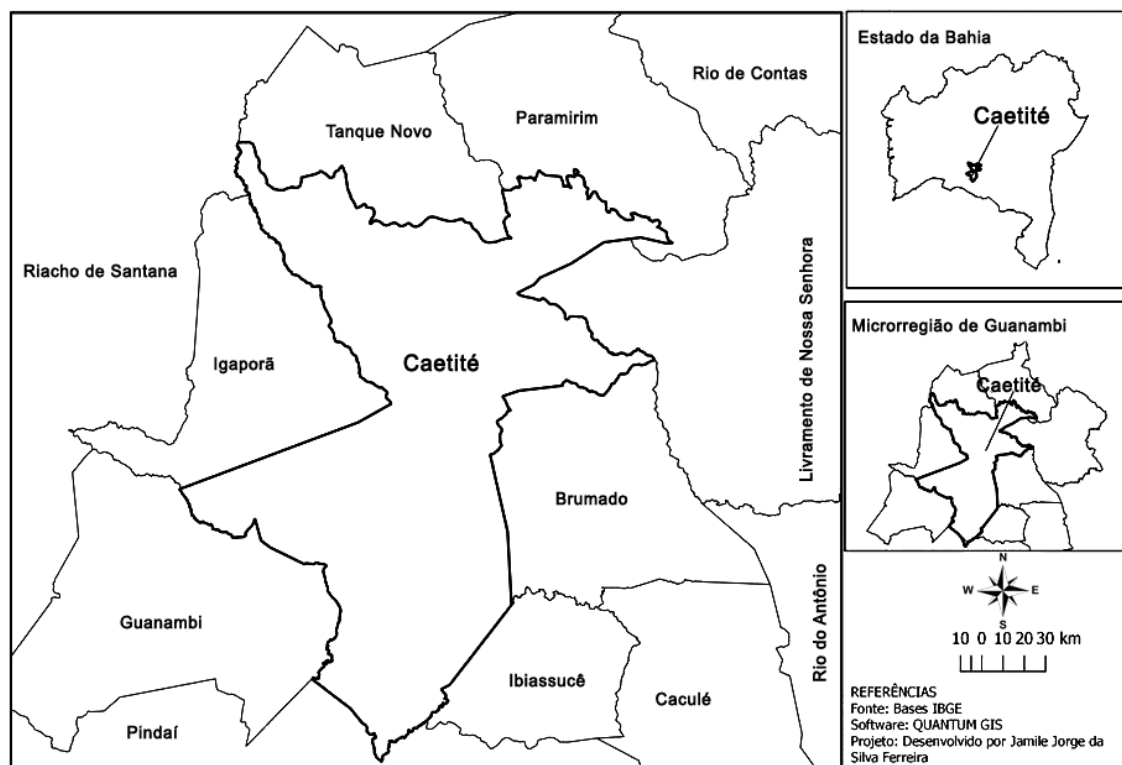 Rio de Contas
Paramirim
Tanque Novo
Riacho de Santana
Livramento de Nossa Senhora
Igaporã
Caetité
Brumado
Guanambi
Rio do Antônio
Ibiassucê
Caculé
Pindaí
Estado da Bahia
Caetité
Microrregião de Guanambi
Caetité
N
W E
S
10 0 10 20 30 km
REFERÊNCIAS
Fonte: Bases IBGE
Software: QUANTUM GIS
Projeto: Desenvolvido por Jamile Jorge da
Silva Ferreira